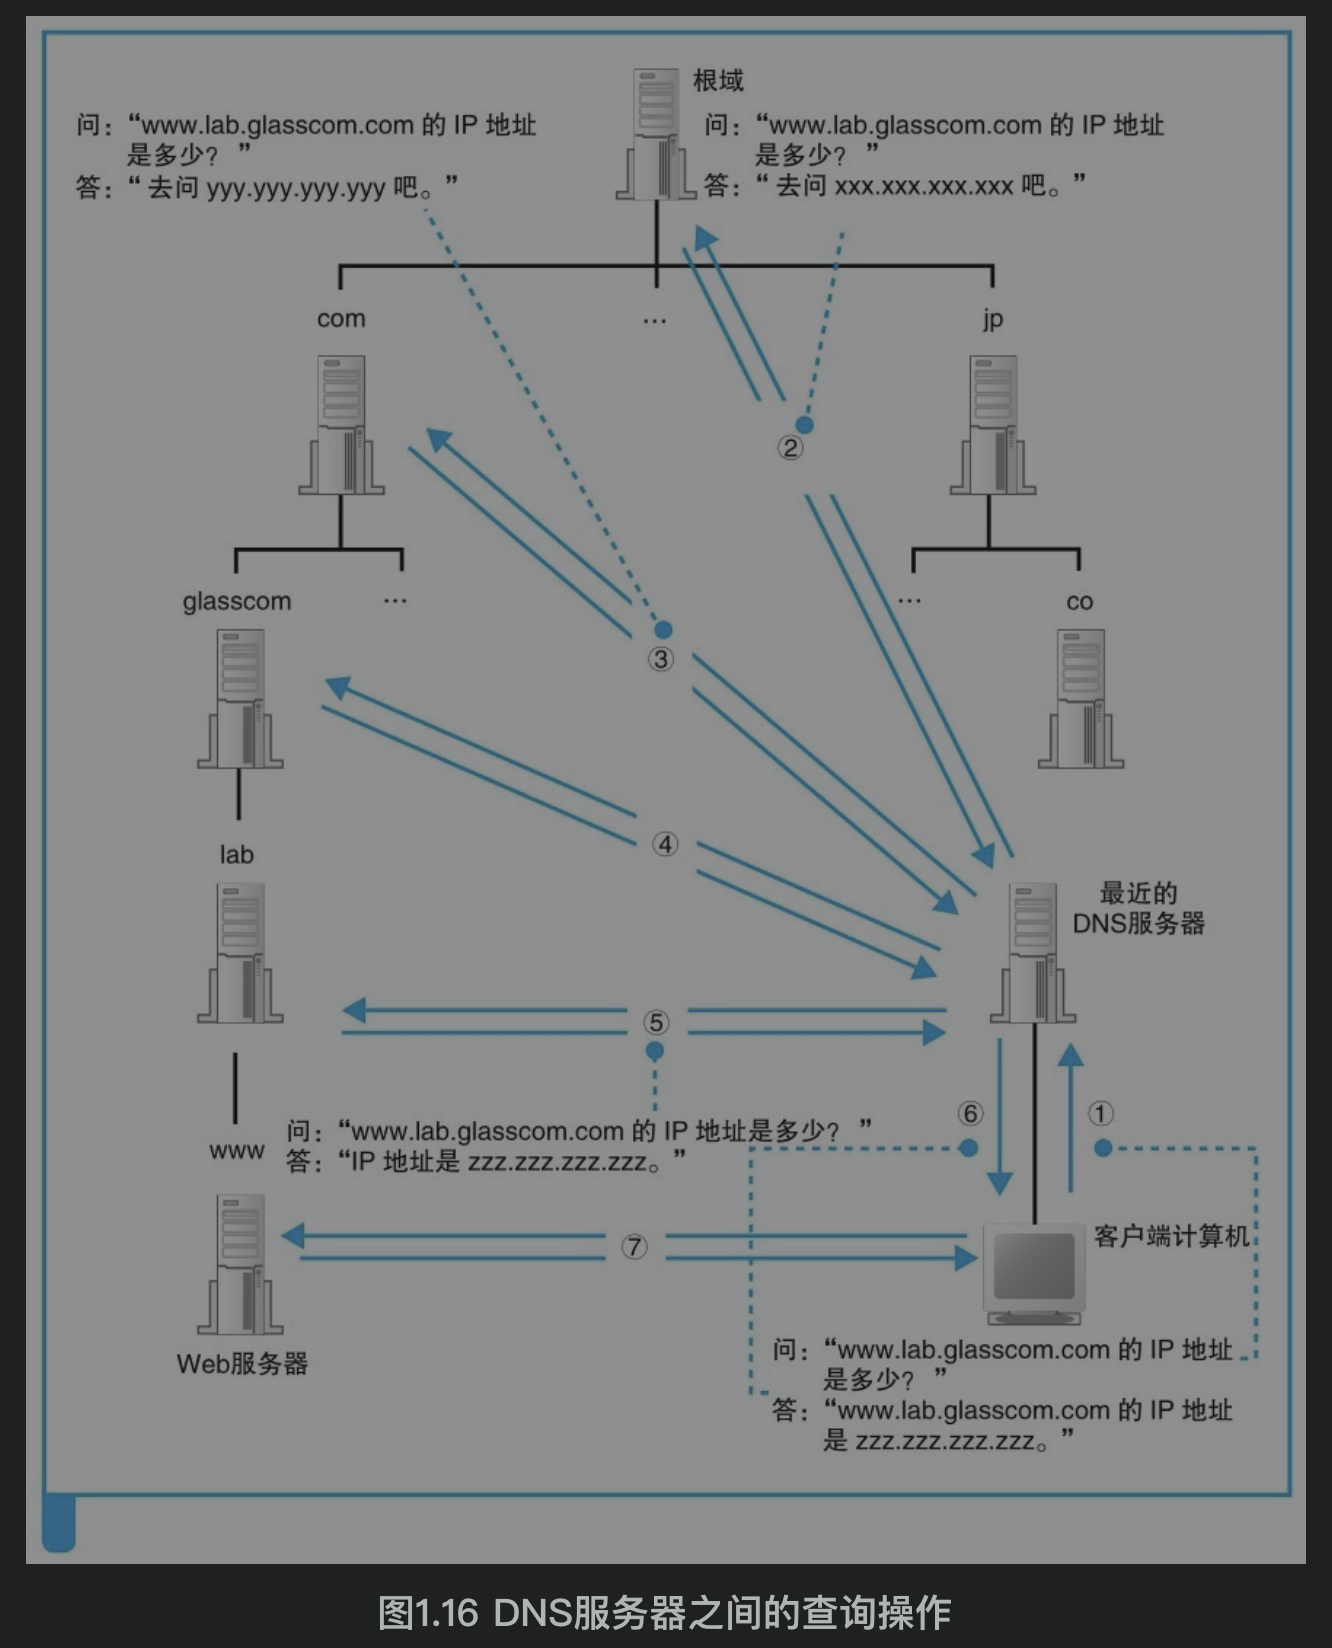 根域
问：“www.lab.glasscom.com 的 IP 地址
是多少？ ”
答：“ 去问 yyy.yyy.yyy.yyy 吧。”
问：“www.lab.glasscom.com 的 IP 地址
是多少？ ”
答：“ 去问 xxx.xxx.xxx.xxx 吧。”
com
...
jp
②
glasscom
...
...
co
③
④
lab
最近的
DNS服务器
⑤
⑥
①
www
问：“www.lab.glasscom.com 的 IP 地址是多少？ ”
答：“IP 地址是 zzz.zzz.zzz.zzz。”
⑦
客户端计算机
Web服务器
问：“www.lab.glasscom.com 的 IP 地址
是多少？ ”
答：“www.lab.glasscom.com 的 IP 地址
是 zzz.zzz.zzz.zzz。”
图1.16 DNS服务器之间的查询操作